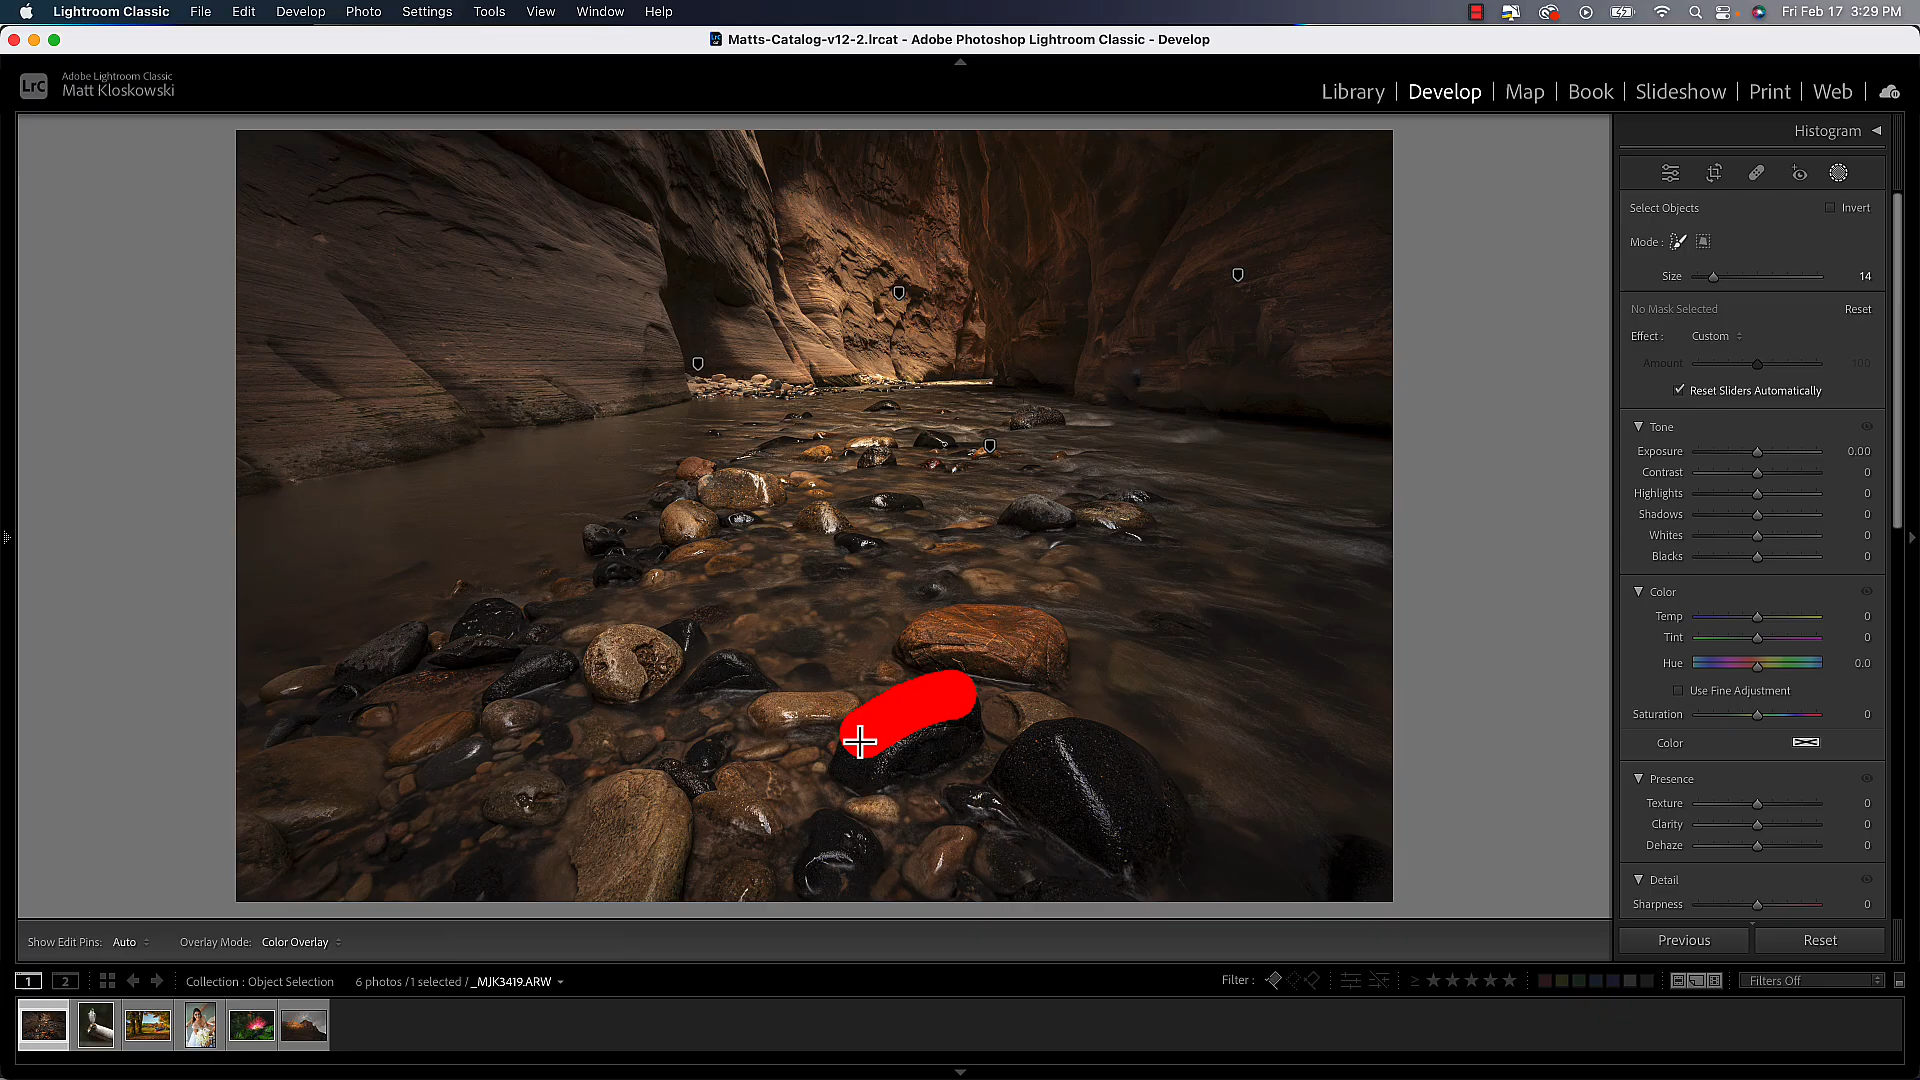 Lightroom Classic File Edit Develop Photo Settings Tools View Window Help Fri Feb 17 3:29 PM
Matts-Catalog-v12-2.lrcat - Adobe Photoshop Lightroom Classic - Develop
LrC
Adobe Lightroom Classic
Matt Kloskowski
Library | Develop | Map | Book | Slideshow | Print | Web
Histogram
Select Objects Invert
Mode :
Size 14
No Mask Selected Reset
Effect : Custom
Amount 100
Reset Sliders Automatically
Tone
Exposure 0.00
Contrast 0
Highlights 0
Shadows 0
Whites 0
Blacks 0
Color
Temp 0
Tint 0
Hue 0.0
Use Fine Adjustment
Saturation 0
Color
Presence
Texture 0
Clarity 0
Dehaze 0
Detail
Sharpness 0
Show Edit Pins: Auto Overlay Mode: Color Overlay Previous Reset
1 2 Collection : Object Selection 6 photos /1 selected /_MJK3419.ARW Filter : ≥ Filters Off